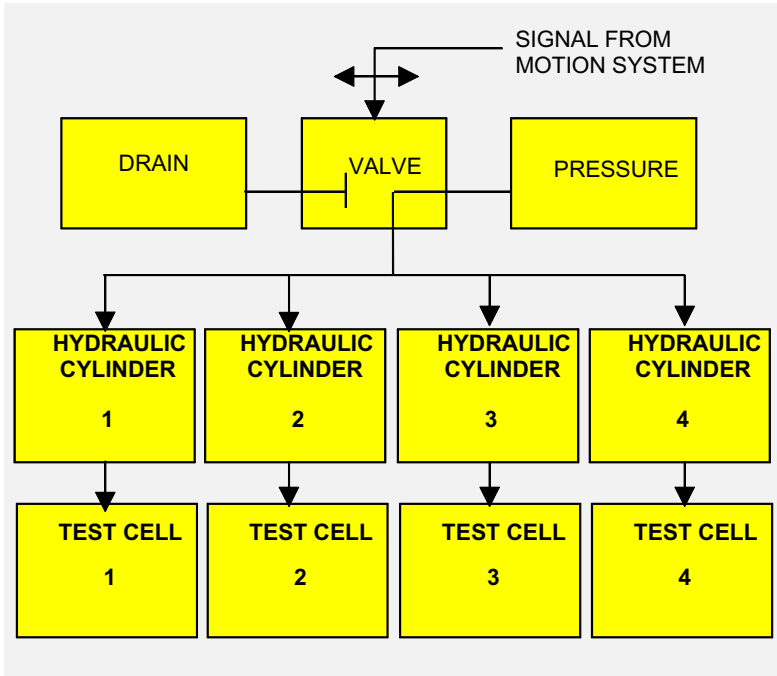 SIGNAL FROM
MOTION SYSTEM
DRAIN
VALVE
PRESSURE
HYDRAULIC
CYLINDER
1
HYDRAULIC
CYLINDER
2
HYDRAULIC
CYLINDER
3
HYDRAULIC
CYLINDER
4
TEST CELL
1
TEST CELL
2
TEST CELL
3
TEST CELL
4